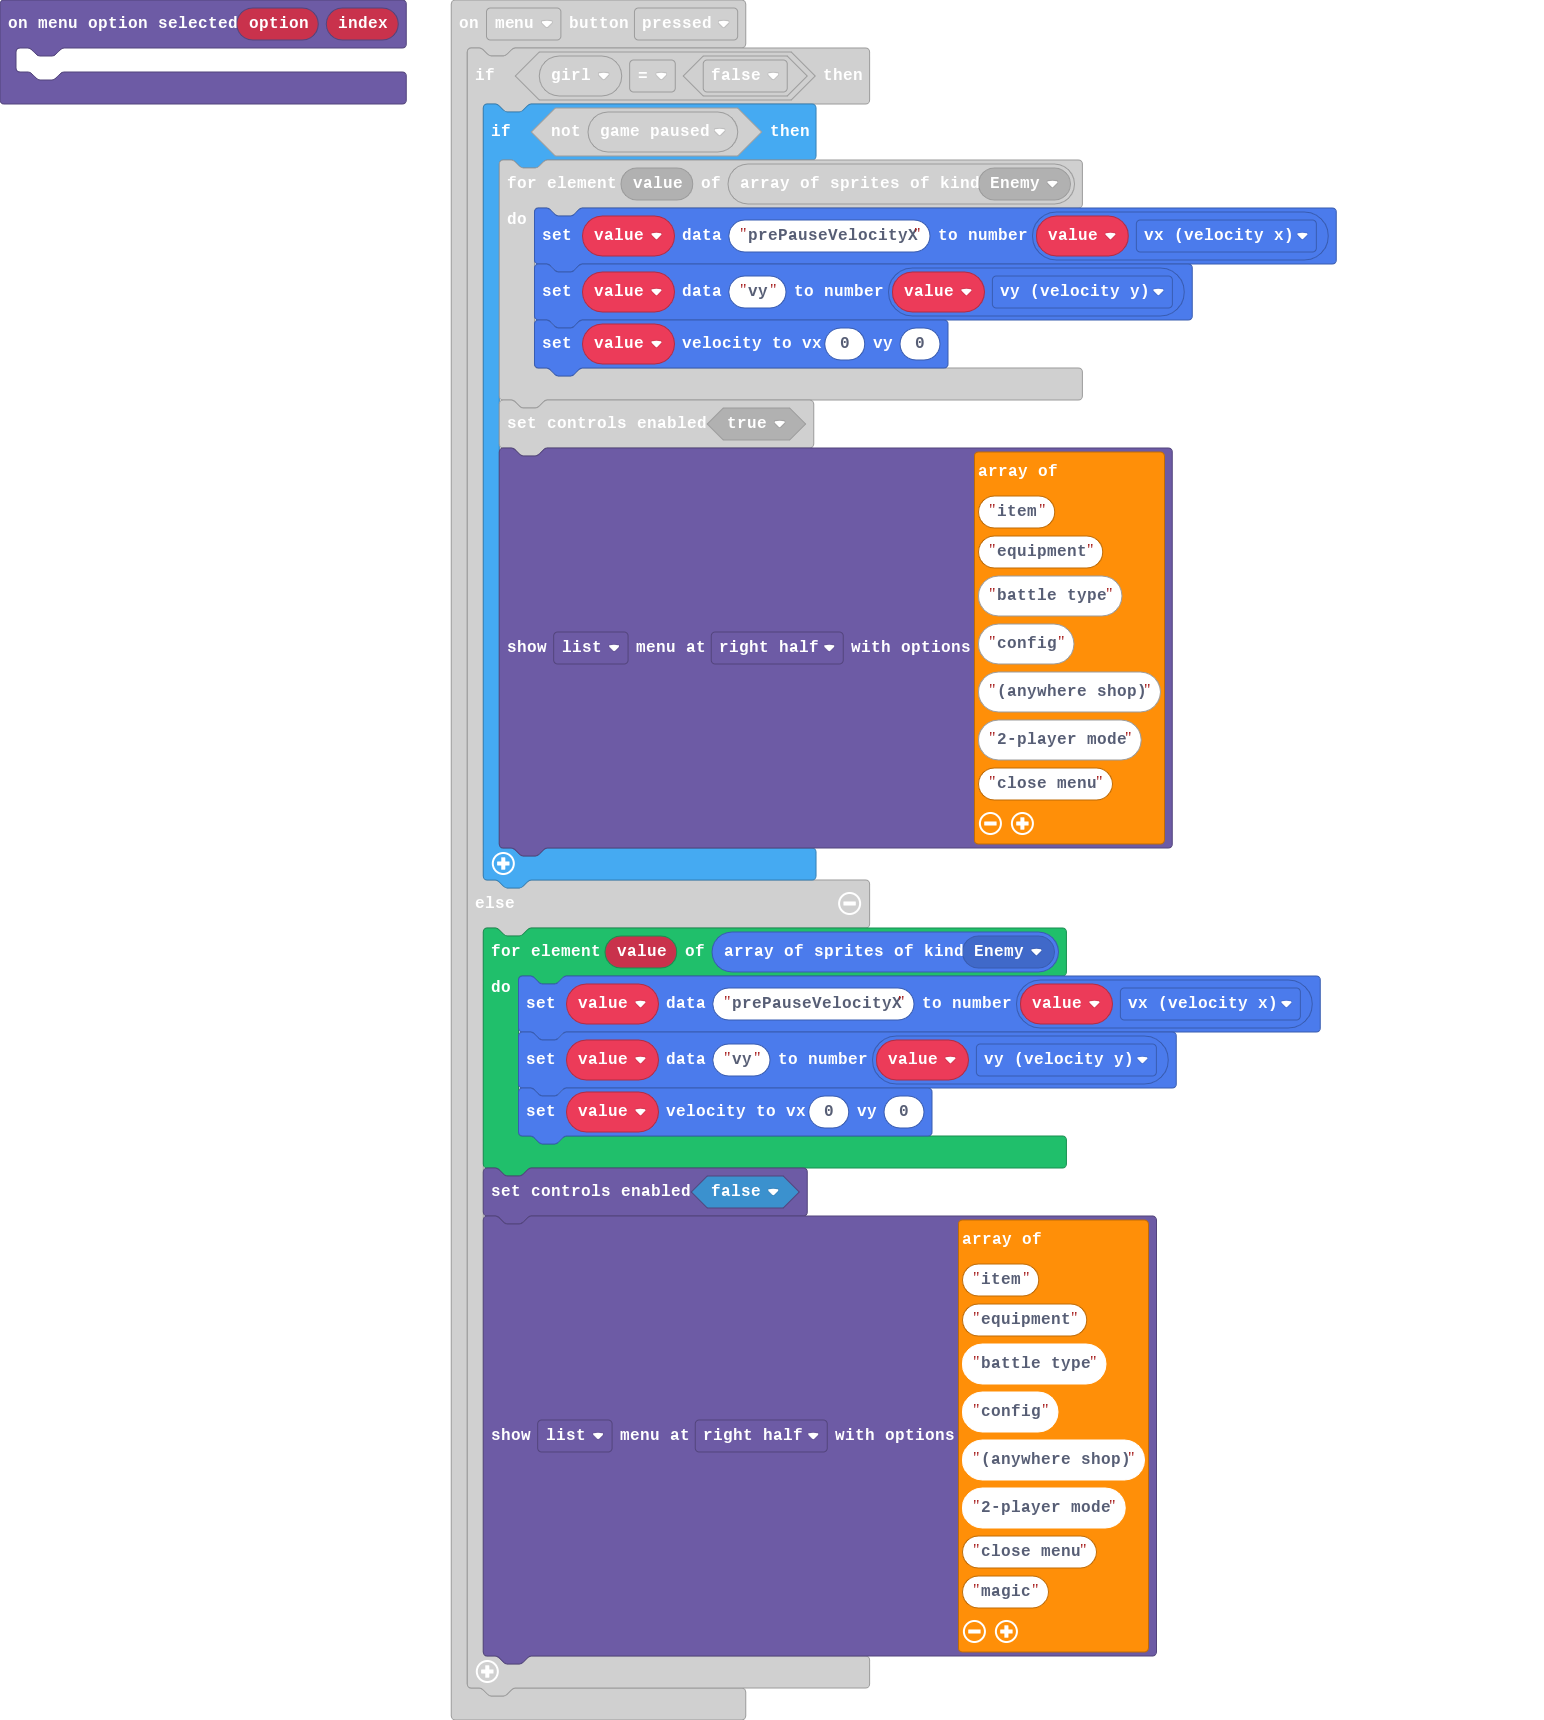 on menu option selected option index
on menu button pressed
if girl = false then
if not game paused then
for element value of array of sprites of kind Enemy
do
set value data "prePauseVelocityX" to number value vx (velocity x)
set value data "vy" to number value vy (velocity y)
set value velocity to vx 0 vy 0
set controls enabled true
show list menu at right half with options
array of
"item"
"equipment"
"battle type"
"config"
"(anywhere shop)"
"2-player mode"
"close menu"
else
for element value of array of sprites of kind Enemy
do
set value data "prePauseVelocityX" to number value vx (velocity x)
set value data "vy" to number value vy (velocity y)
set value velocity to vx 0 vy 0
set controls enabled false
show list menu at right half with options
array of
"item"
"equipment"
"battle type"
"config"
"(anywhere shop)"
"2-player mode"
"close menu"
"magic"